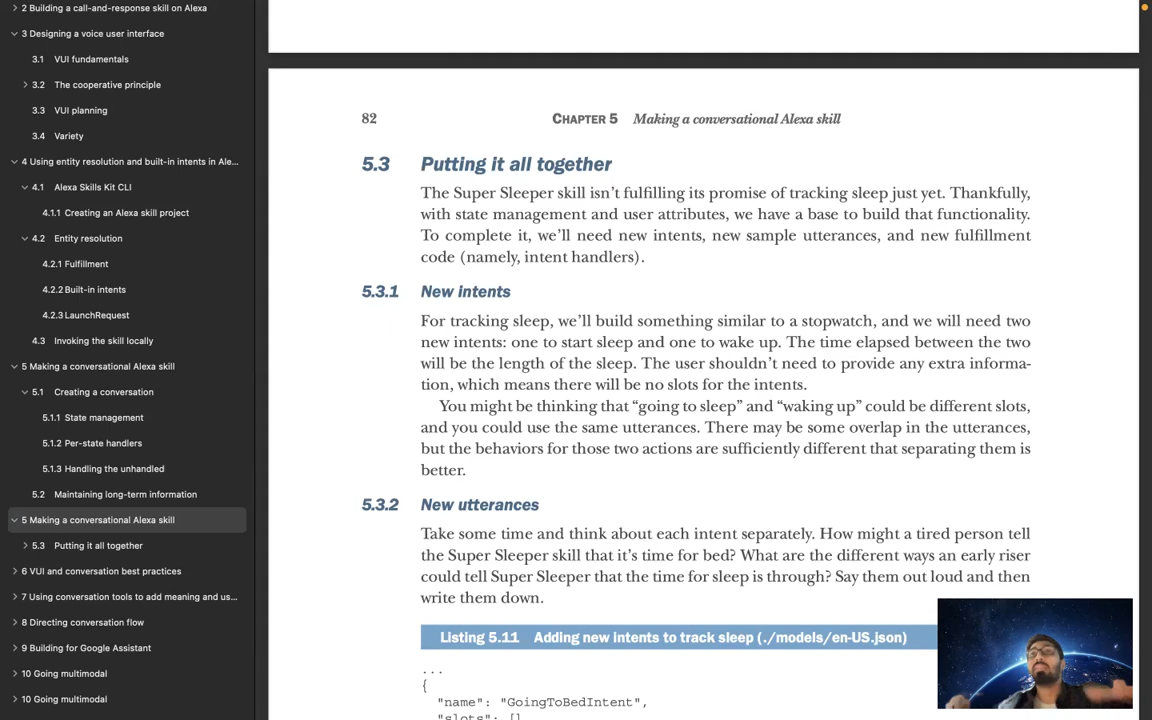 2 Building a call-and-response skill on Alexa
3 Designing a voice user interface
3.1 VUI fundamentals
3.2 The cooperative principle
3.3 VUI planning
3.4 Variety
4 Using entity resolution and built-in intents in Ale...
4.1 Alexa Skills Kit CLI
4.1.1 Creating an Alexa skill project
4.2 Entity resolution
4.2.1 Fulfillment
4.2.2 Built-in intents
4.2.3 LaunchRequest
4.3 Invoking the skill locally
5 Making a conversational Alexa skill
5.1 Creating a conversation
5.1.1 State management
5.1.2 Per-state handlers
5.1.3 Handling the unhandled
5.2 Maintaining long-term information
5 Making a conversational Alexa skill
5.3 Putting it all together
6 VUI and conversation best practices
7 Using conversation tools to add meaning and us...
8 Directing conversation flow
9 Building for Google Assistant
10 Going multimodal
10 Going multimodal
82 CHAPTER 5 Making a conversational Alexa skill
5.3 Putting it all together
The Super Sleeper skill isn't fulfilling its promise of tracking sleep just yet. Thankfully,
with state management and user attributes, we have a base to build that functionality.
To complete it, we'll need new intents, new sample utterances, and new fulfillment
code (namely, intent handlers).
5.3.1 New intents
For tracking sleep, we'll build something similar to a stopwatch, and we will need two
new intents: one to start sleep and one to wake up. The time elapsed between the two
will be the length of the sleep. The user shouldn't need to provide any extra informa-
tion, which means there will be no slots for the intents.
You might be thinking that "going to sleep" and "waking up" could be different slots,
and you could use the same utterances. There may be some overlap in the utterances,
but the behaviors for those two actions are sufficiently different that separating them is
better.
5.3.2 New utterances
Take some time and think about each intent separately. How might a tired person tell
the Super Sleeper skill that it's time for bed? What are the different ways an early riser
could tell Super Sleeper that the time for sleep is through? Say them out loud and then
write them down.
Listing 5.11 Adding new intents to track sleep (./models/en-US.json)
...
{
"name": "GoingToBedIntent",
"slots": [],